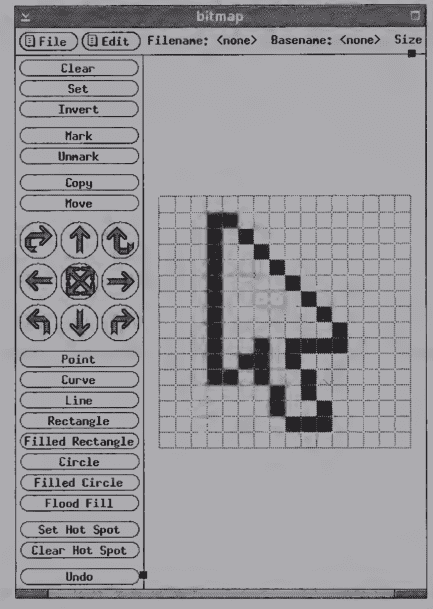 bitmap
File Edit Filename: <none> Basename: <none> Size
Clear
Set
Invert
Mark
Unmark
Copy
Move
Point
Curve
Line
Rectangle
Filled Rectangle
Circle
Filled Circle
Flood Fill
Set Hot Spot
Clear Hot Spot
Undo